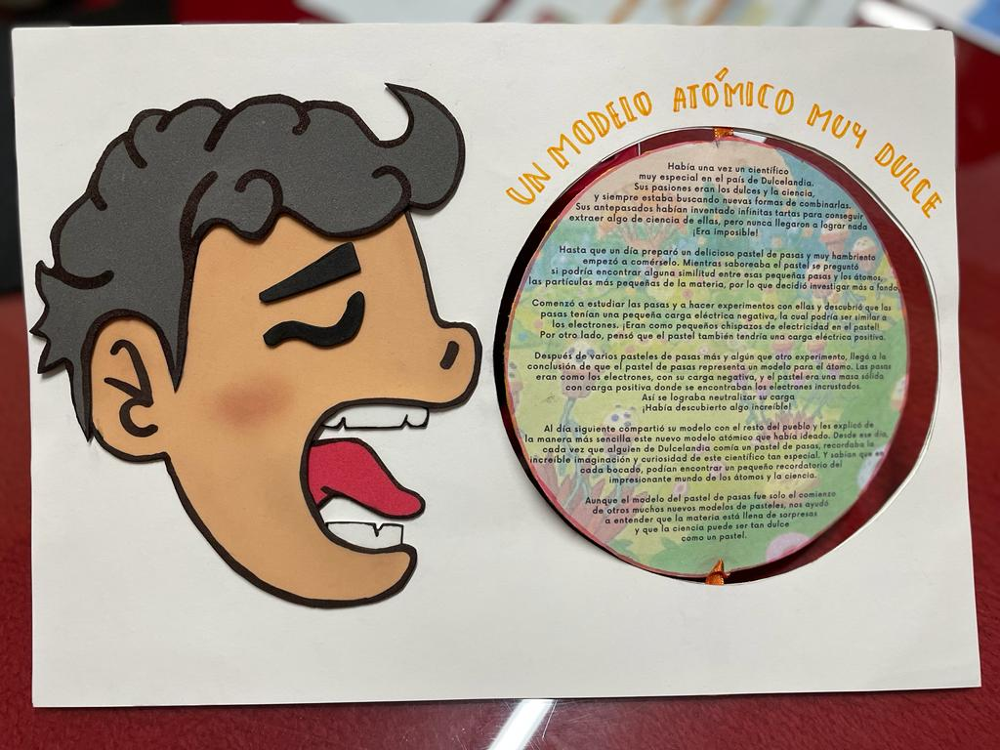 UN MODELO ATÓMICO MUY DULCE
Había una vez un científico
muy especial en el país de Dulcelandia.
Sus pasiones eran los dulces y la ciencia,
y siempre estaba buscando nuevas formas de combinarlas.
Sus antepasados habían inventado infinitas tartas para conseguir
extraer algo de ciencia de ellas, pero nunca llegaron a lograr nada
¡Era imposible!
Hasta que un día preparó un delicioso pastel de pasas y muy hambriento
empezó a comérselo. Mientras saboreaba el pastel se preguntó
si podría encontrar alguna similitud entre esas pequeñas pasas y los átomos,
las partículas más pequeñas de la materia, por lo que decidió investigar más a fondo.
Comenzó a estudiar las pasas y a hacer experimentos con ellas y descubrió que las
pasas tenían una pequeña carga eléctrica negativa, la cual podría ser similar a
los electrones. ¡Eran como pequeños chispazos de electricidad en el pastel!
Por otro lado, pensó que el pastel también tendría una carga eléctrica positiva.
Después de varios pasteles de pasas más y algún que otro experimento, llegó a la
conclusión de que el pastel de pasas representa un modelo para el átomo. Las pasas
eran como los electrones, con su carga negativa, y el pastel era una masa sólida
con carga positiva donde se encontraban los electrones incrustados.
Así se lograba neutralizar su carga
¡Había descubierto algo increíble!
Al día siguiente compartió su modelo con el resto del pueblo y les explicó de
la manera más sencilla este nuevo modelo atómico que había ideado. Desde ese día,
cada vez que alguien de Dulcelandia comía un pastel de pasas, recordaba la
increíble imaginación y curiosidad de este científico tan especial. Y sabían que en
cada bocado, podían encontrar un pequeño recordatorio del
impresionante mundo de los átomos y la ciencia.
Aunque el modelo del pastel de pasas fue solo el comienzo
de otros muchos nuevos modelos de pasteles, nos ayudó
a entender que la materia está llena de sorpresas
y que la ciencia puede ser tan dulce
como un pastel.